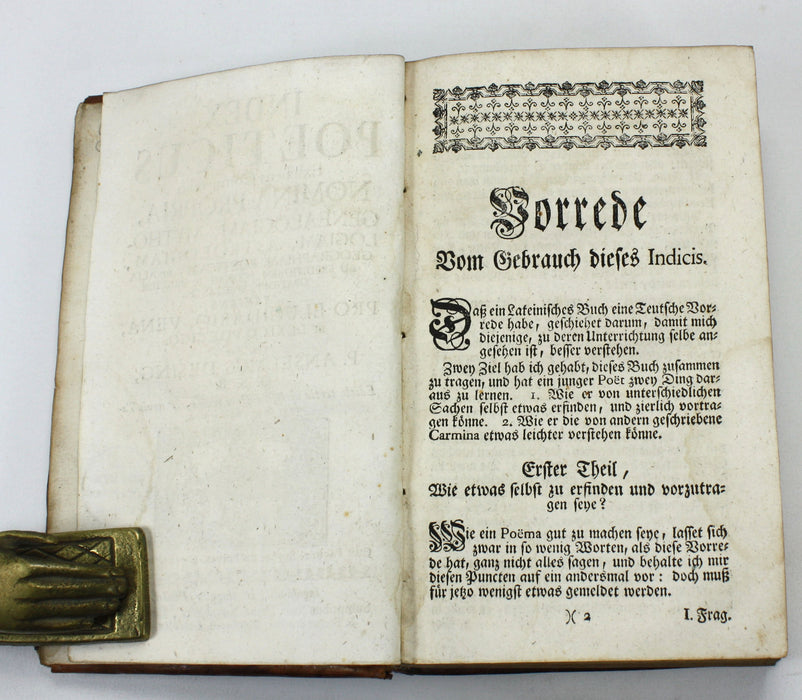 Vorrede
Vom Gebrauch dieses Indicis.
Daß ein Lateinisches Buch eine Teutsche Vor-
rede habe, geschiehet darum, damit mich
diejenige, zu deren Unterrichtung selbe an-
gesehen ist, besser verstehen.
Zwey Ziel hab ich gehabt, dieses Buch zusammen
zu tragen, und hat ein junger Poët zwey Ding dar-
aus zu lernen. 1. Wie er von unterschiedlichen
Sachen selbst etwas erfinden, und zierlich vortra-
gen könne. 2. Wie er die von andern geschriebene
Carmina etwas leichter verstehen könne.
Erster Theil,
Wie etwas selbst zu erfinden und vorzutra-
gen seye?
Wie ein Poëma gut zu machen seye, lasset sich
zwar in so wenig Worten, als diese Vorre-
de hat, ganz nicht alles sagen, und behalte ich mir
diesen Puncten auf ein andersmal vor: doch muß
für jetzo wenigst etwas gemeldet werden.
)( 2 I. Frag.